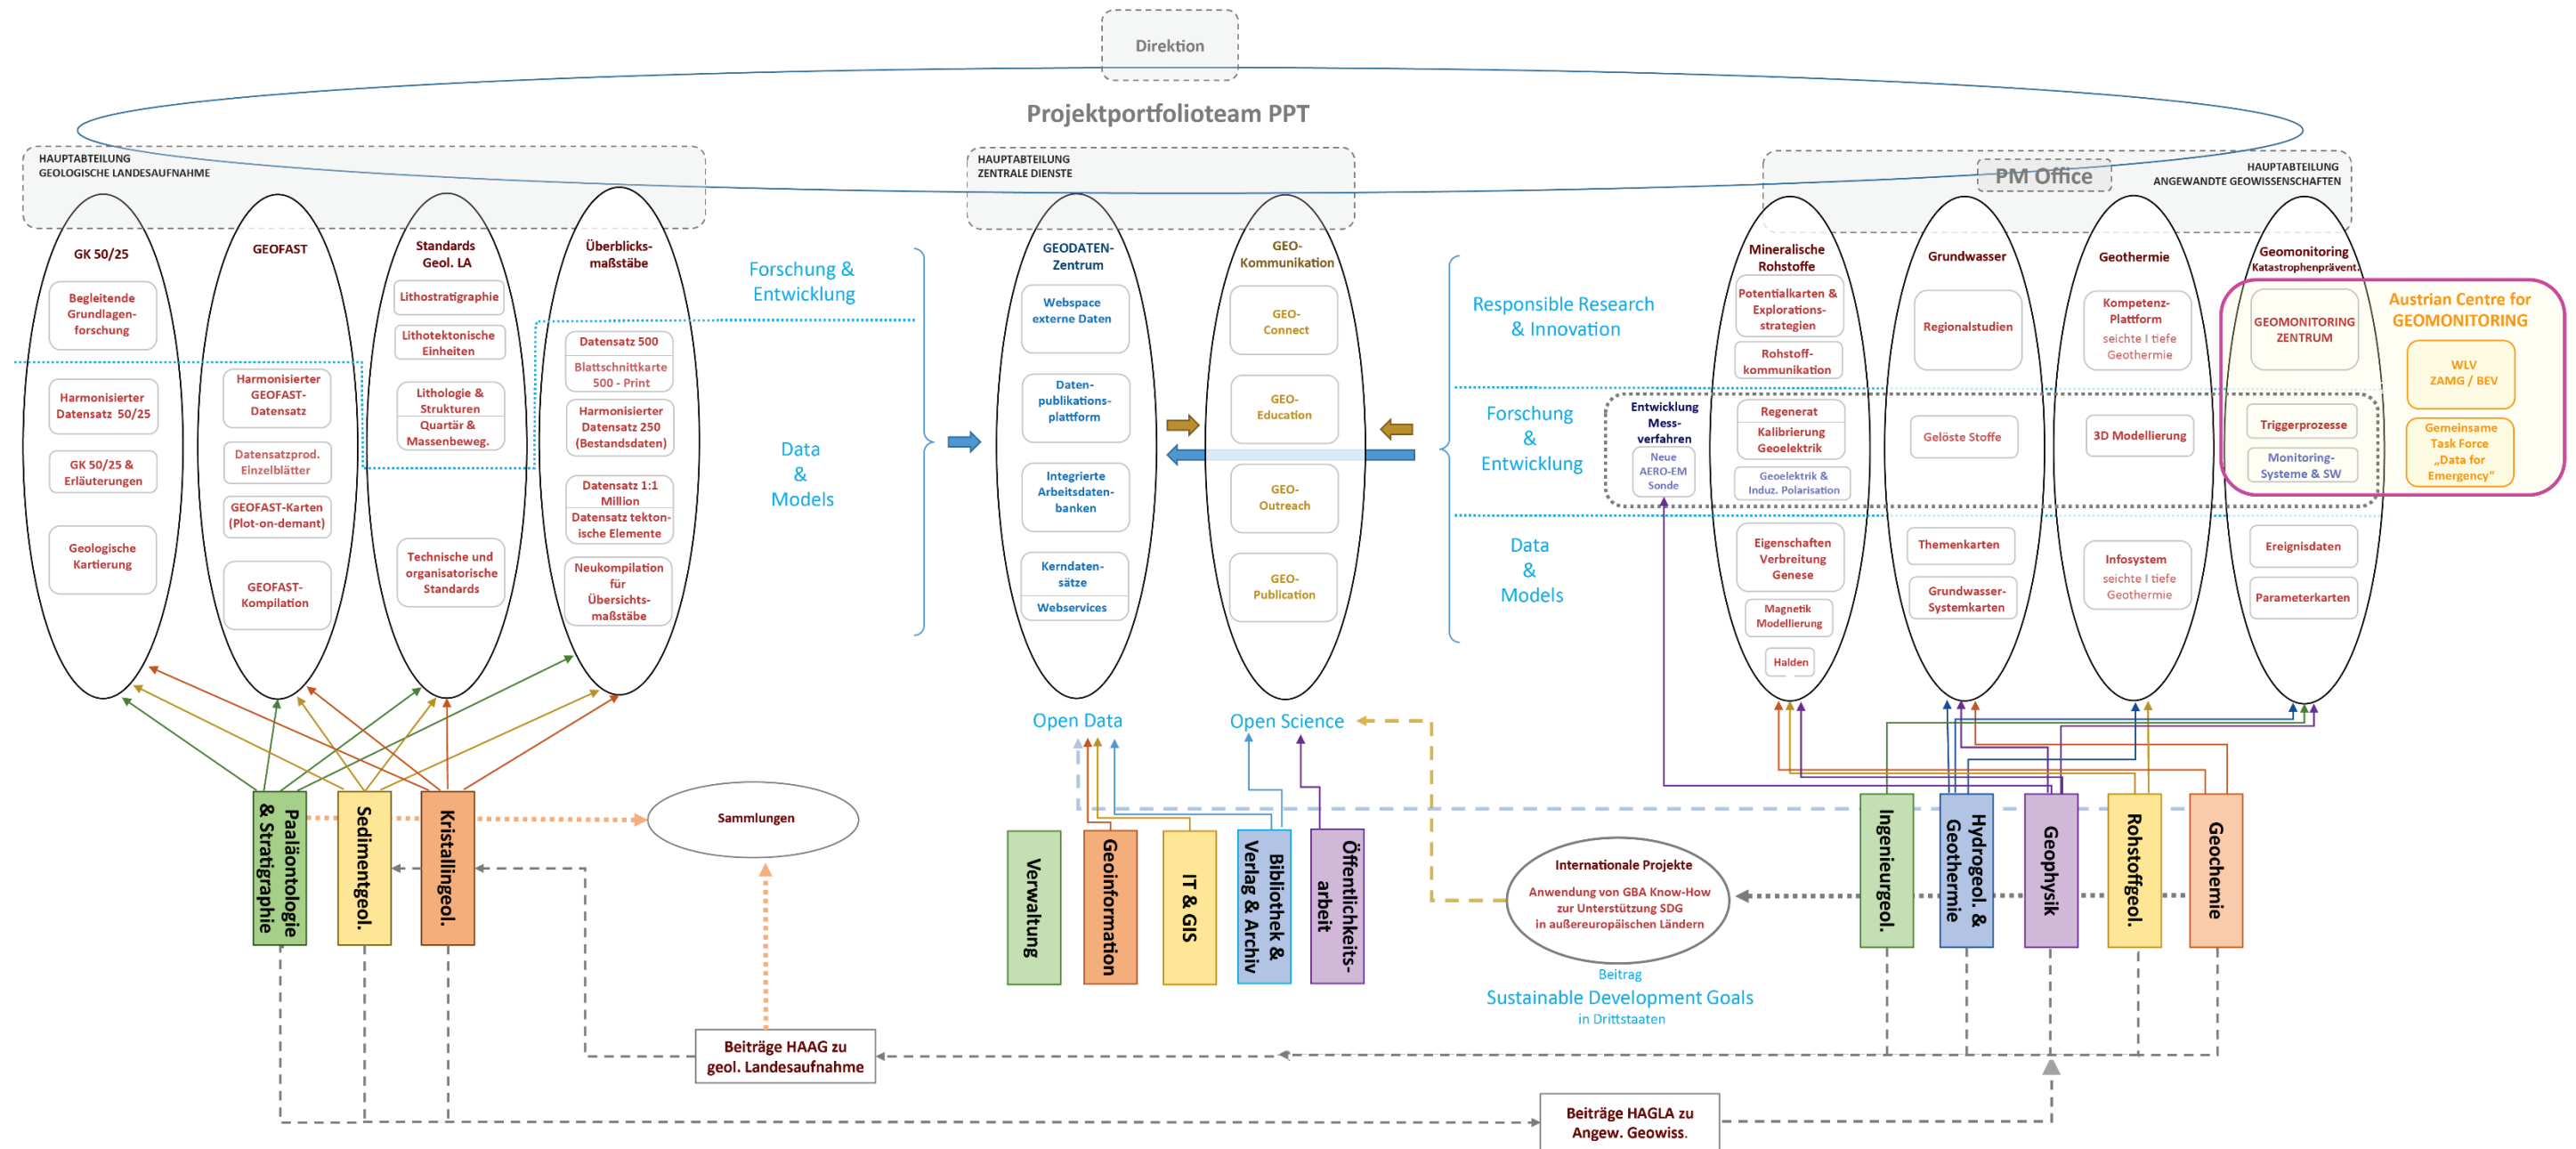 Direktion
Projektportfolioteam PPT
HAUPTABTEILUNG
GEOLOGISCHE LANDESAUFNAHME
HAUPTABTEILUNG
ZENTRALE DIENSTE
PM Office
HAUPTABTEILUNG
ANGEWANDTE GEOWISSENSCHAFTEN
GK 50/25
Begleitende
Grundlagen-
forschung
Harmonisierter
Datensatz 50/25
GK 50/25 &
Erläuterungen
Geologische
Kartierung
GEOFAST
Harmonisierter
GEOFAST-
Datensatz
Datensatzprod.
Einzelblätter
GEOFAST-Karten
(Plot-on-demant)
GEOFAST-
Kompilation
Standards
Geol. LA
Lithostratigraphie
Lithotektonische
Einheiten
Lithologie &
Strukturen
Quartär &
Massenbeweg.
Technische und
organisatorische
Standards
Überblicks-
maßstäbe
Datensatz 500
Blattschnittkarte
500 - Print
Harmonisierter
Datensatz 250
(Bestandsdaten)
Datensatz 1:1
Million
Datensatz tekton-
ische Elemente
Neukompilation
für
Übersichts-
maßstäbe
Forschung &
Entwicklung
Data
&
Models
GEODATEN-
Zentrum
Webspace
externe Daten
Daten-
publikations-
plattform
Integrierte
Arbeitsdaten-
banken
Kerndaten-
sätze
Webservices
GEO-
Kommunikation
GEO-
Connect
GEO-
Education
GEO-
Outreach
GEO-
Publication
Responsible Research
& Innovation
Forschung
&
Entwicklung
Data
&
Models
Entwicklung
Mess-
verfahren
Neue
AERO-EM
Sonde
Mineralische
Rohstoffe
Potentialkarten &
Explorations-
strategien
Rohstoff-
kommunikation
Regenerat
Kalibrierung
Geoelektrik
Geoelektrik &
Induz. Polarisation
Eigenschaften
Verbreitung
Genese
Magnetik
Modellierung
Halden
Grundwasser
Regionalstudien
Gelöste Stoffe
Themenkarten
Grundwasser-
Systemkarten
Geothermie
Kompetenz-
Plattform
seichte I tiefe
Geothermie
3D Modellierung
Infosystem
seichte I tiefe
Geothermie
Geomonitoring
Katastrophenprävent.
GEOMONITORING
ZENTRUM
Triggerprozesse
Monitoring-
Systeme & SW
Ereignisdaten
Parameterkarten
Austrian Centre for
GEOMONITORING
WLV
ZAMG / BEV
Gemeinsame
Task Force
„Data for
Emergency“
Open Data
Open Science
Paaläontologie
& Stratigraphie
Sedimentgeol.
Kristallingeol.
Sammlungen
Verwaltung
Geoinformation
IT & GIS
Bibliothek &
Verlag & Archiv
Öffentlichkeits-
arbeit
Internationale Projekte
Anwendung von GBA Know-How
zur Unterstützung SDG
in außereuropäischen Ländern
Beitrag
Sustainable Development Goals
in Drittstaaten
Ingenieurgeol.
Hydrogeol. &
Geothermie
Geophysik
Rohstoffgeol.
Geochemie
Beiträge HAAG zu
geol. Landesaufnahme
Beiträge HAGLA zu
Angew. Geowiss.